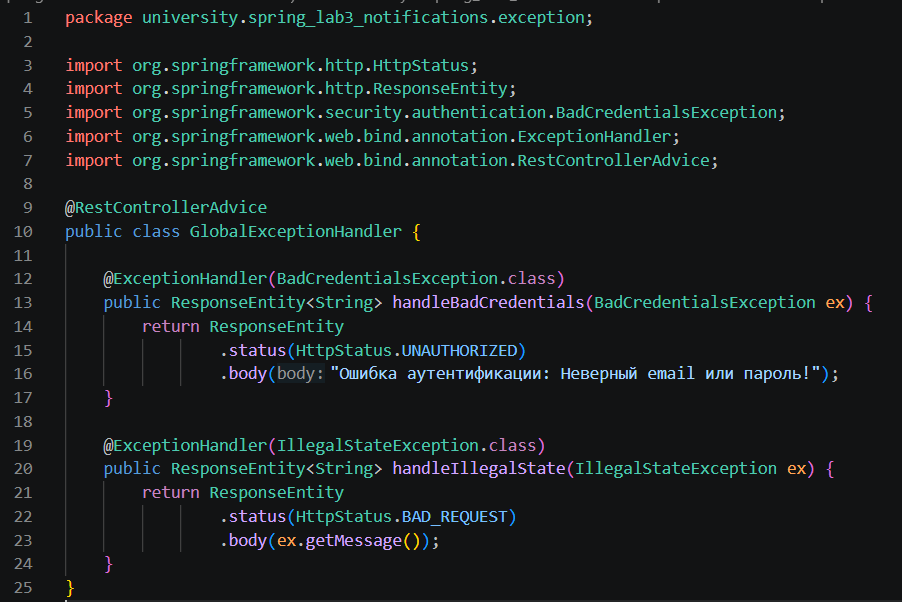 1 package university.spring_lab3_notifications.exception;
2
3 import org.springframework.http.HttpStatus;
4 import org.springframework.http.ResponseEntity;
5 import org.springframework.security.authentication.BadCredentialsException;
6 import org.springframework.web.bind.annotation.ExceptionHandler;
7 import org.springframework.web.bind.annotation.RestControllerAdvice;
8
9 @RestControllerAdvice
10 public class GlobalExceptionHandler {
11
12 @ExceptionHandler(BadCredentialsException.class)
13 public ResponseEntity<String> handleBadCredentials(BadCredentialsException ex) {
14 return ResponseEntity
15 .status(HttpStatus.UNAUTHORIZED)
16 .body(body: "Ошибка аутентификации: Неверный email или пароль!");
17 }
18
19 @ExceptionHandler(IllegalStateException.class)
20 public ResponseEntity<String> handleIllegalState(IllegalStateException ex) {
21 return ResponseEntity
22 .status(HttpStatus.BAD_REQUEST)
23 .body(ex.getMessage());
24 }
25 }